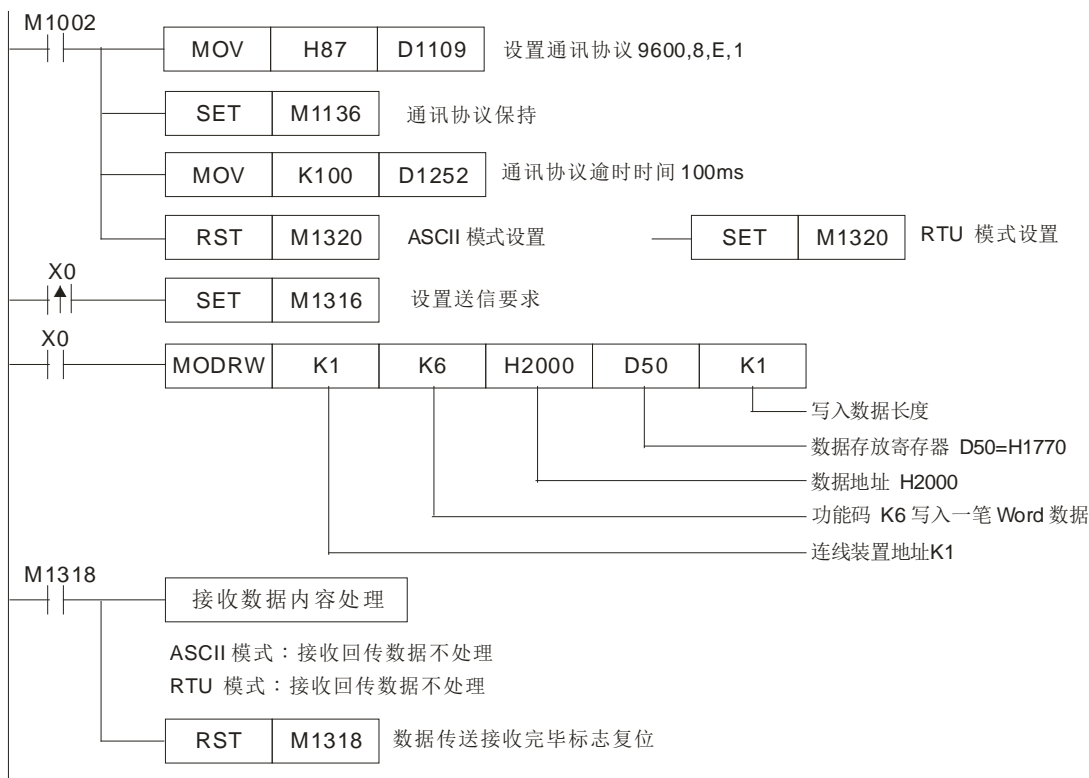 M1002
MOV H87 D1109 设置通讯协议 9600,8,E,1
SET M1136 通讯协议保持
MOV K100 D1252 通讯协议逾时时间 100ms
RST M1320 ASCII 模式设置 SET M1320 RTU 模式设置
X0
SET M1316 设置送信要求
X0
MODRW K1 K6 H2000 D50 K1
写入数据长度
数据存放寄存器 D50=H1770
数据地址 H2000
功能码 K6 写入一笔 Word 数据
连线装置地址K1
M1318
接收数据内容处理
ASCII 模式：接收回传数据不处理
RTU 模式：接收回传数据不处理
RST M1318 数据传送接收完毕标志复位